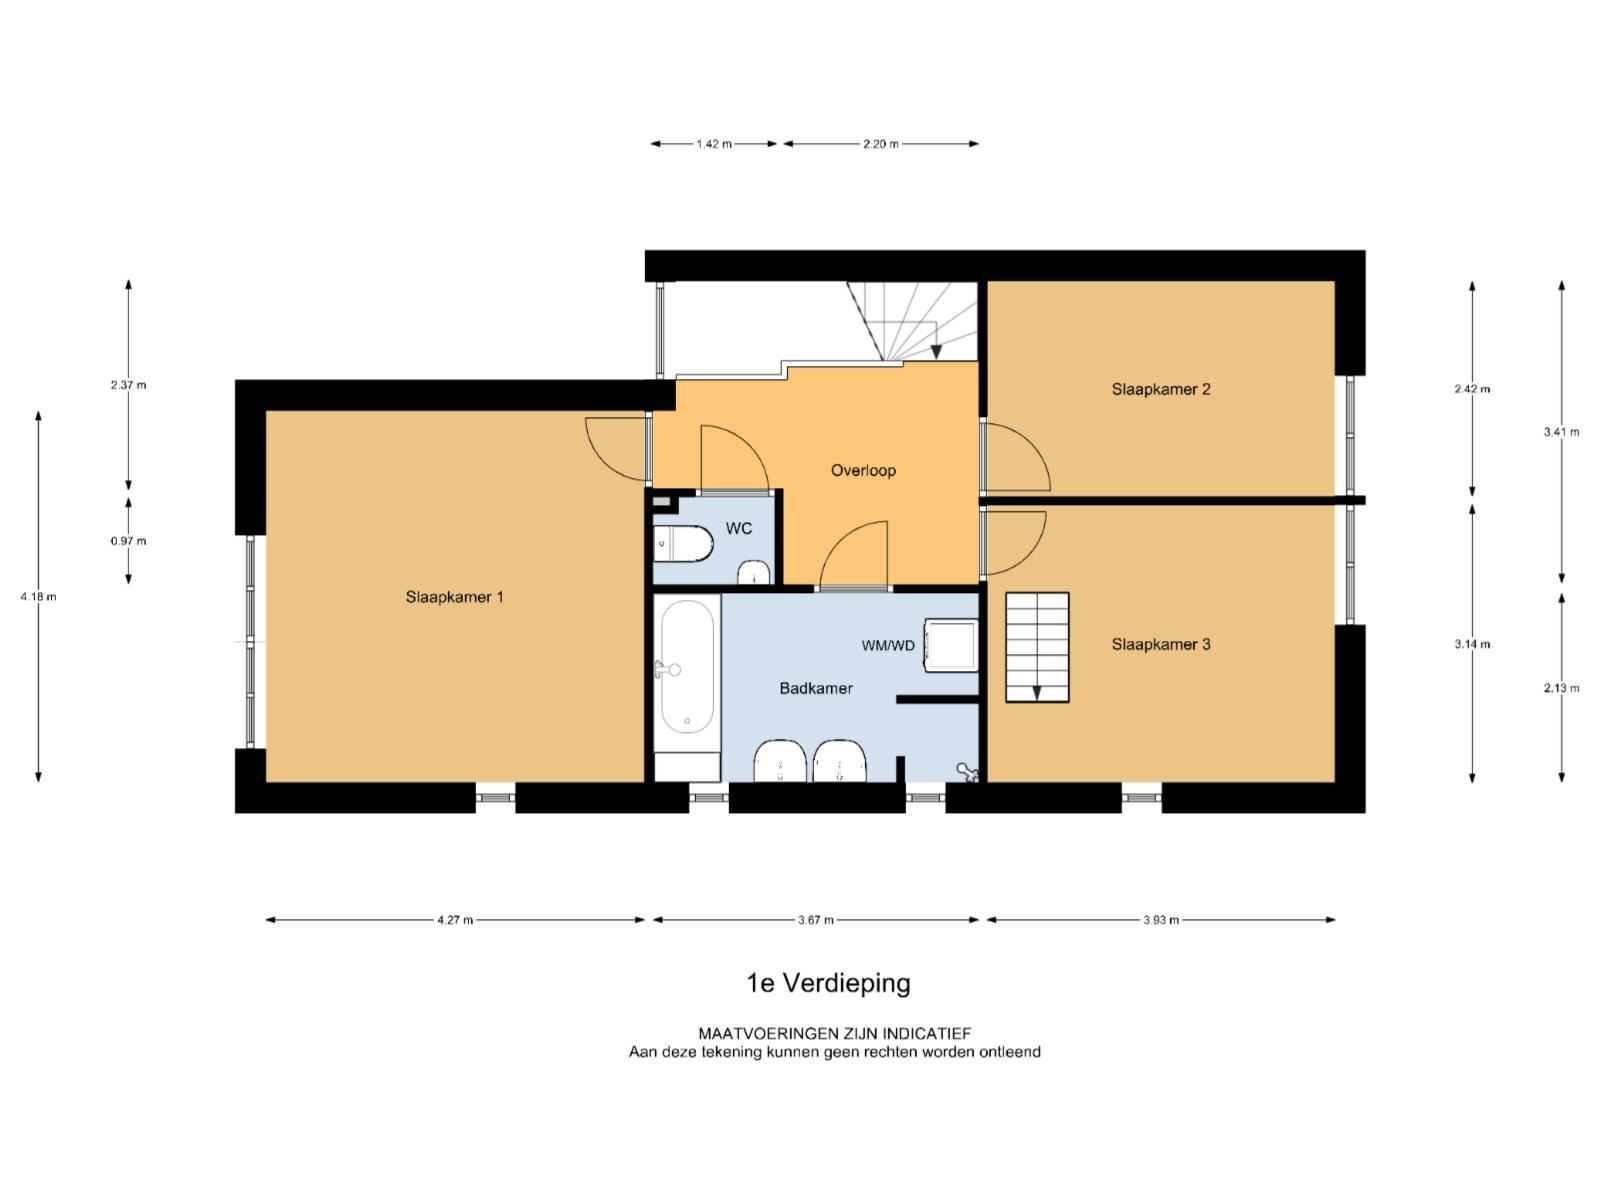 1.42 m
2.20 m
2.37 m
2.42 m
Slaapkamer 2
3.41 m
Overloop
WC
0.97 m
4.18 m
Slaapkamer 1
WM/WD
Slaapkamer 3
3.14 m
Badkamer
2.13 m
4.27 m
3.67 m
3.93 m
1e Verdieping
MAATVOERINGEN ZIJN INDICATIEF
Aan deze tekening kunnen geen rechten worden ontleend